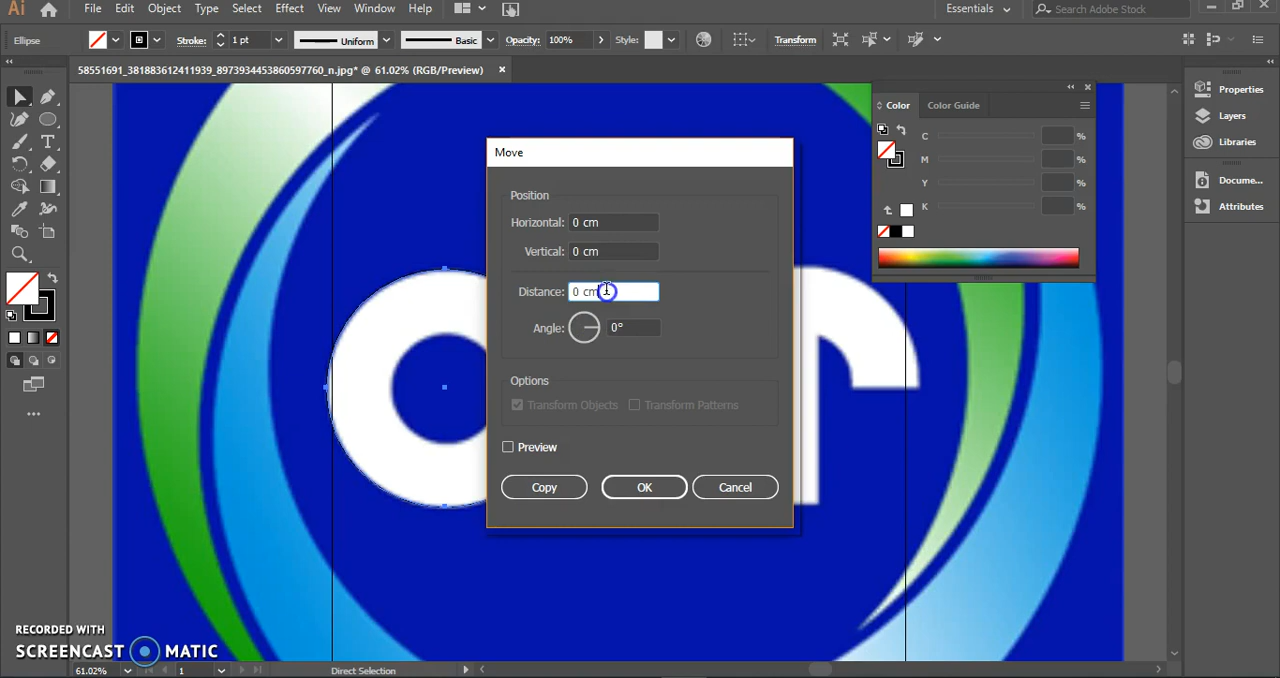 Ai File Edit Object Type Select Effect View Window Help Essentials Search Adobe Stock
Ellipse Stroke: 1 pt Uniform Basic Opacity: 100% Style: Transform
58551691_381883612411939_8973934453860597760_n.jpg* @ 61.02% (RGB/Preview)
Move
Position
Horizontal: 0 cm
Vertical: 0 cm
Distance: 0 cm
Angle: 0°
Options
Transform Objects Transform Patterns
Preview
Copy OK Cancel
Color Color Guide
C %
M %
Y %
K %
Properties
Layers
Libraries
Docume...
Attributes
T
RECORDED WITH
SCREENCAST MATIC
61.02% 1 Direct Selection